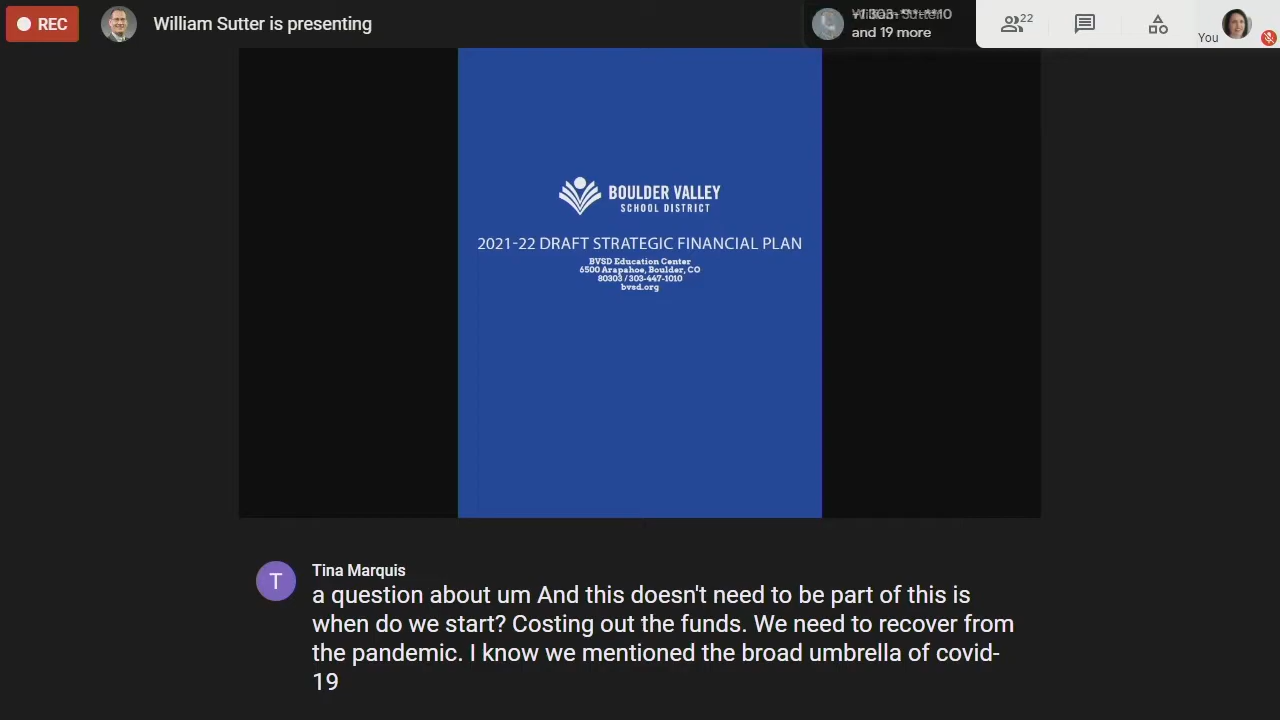 REC
William Sutter is presenting
and 19 more
22
You
BOULDER VALLEY
SCHOOL DISTRICT
2021-22 DRAFT STRATEGIC FINANCIAL PLAN
BVSD Education Center
6500 Arapahoe, Boulder, CO
80303 / 303-447-1010
bvsd.org
T
Tina Marquis
a question about um And this doesn't need to be part of this is
when do we start? Costing out the funds. We need to recover from
the pandemic. I know we mentioned the broad umbrella of covid-
19